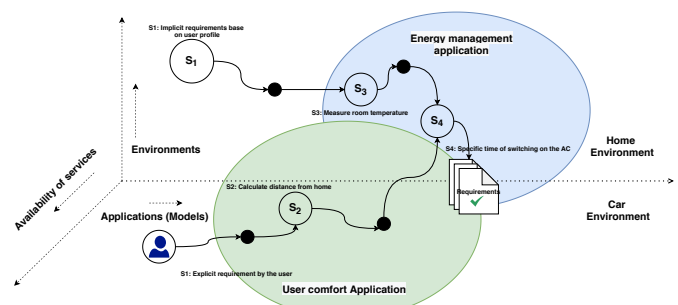 S1: Implicit requirements base
on user profile
S1
Energy management
application
S3
S3: Measure room temperature
S4
S4: Specific time of switching on the AC
Home
Environment
Environments
Availability of services
Requirements
S2: Calculate distance from home
Applications (Models)
S2
Car
Environment
S1: Explicit requirement by the user
User comfort Application